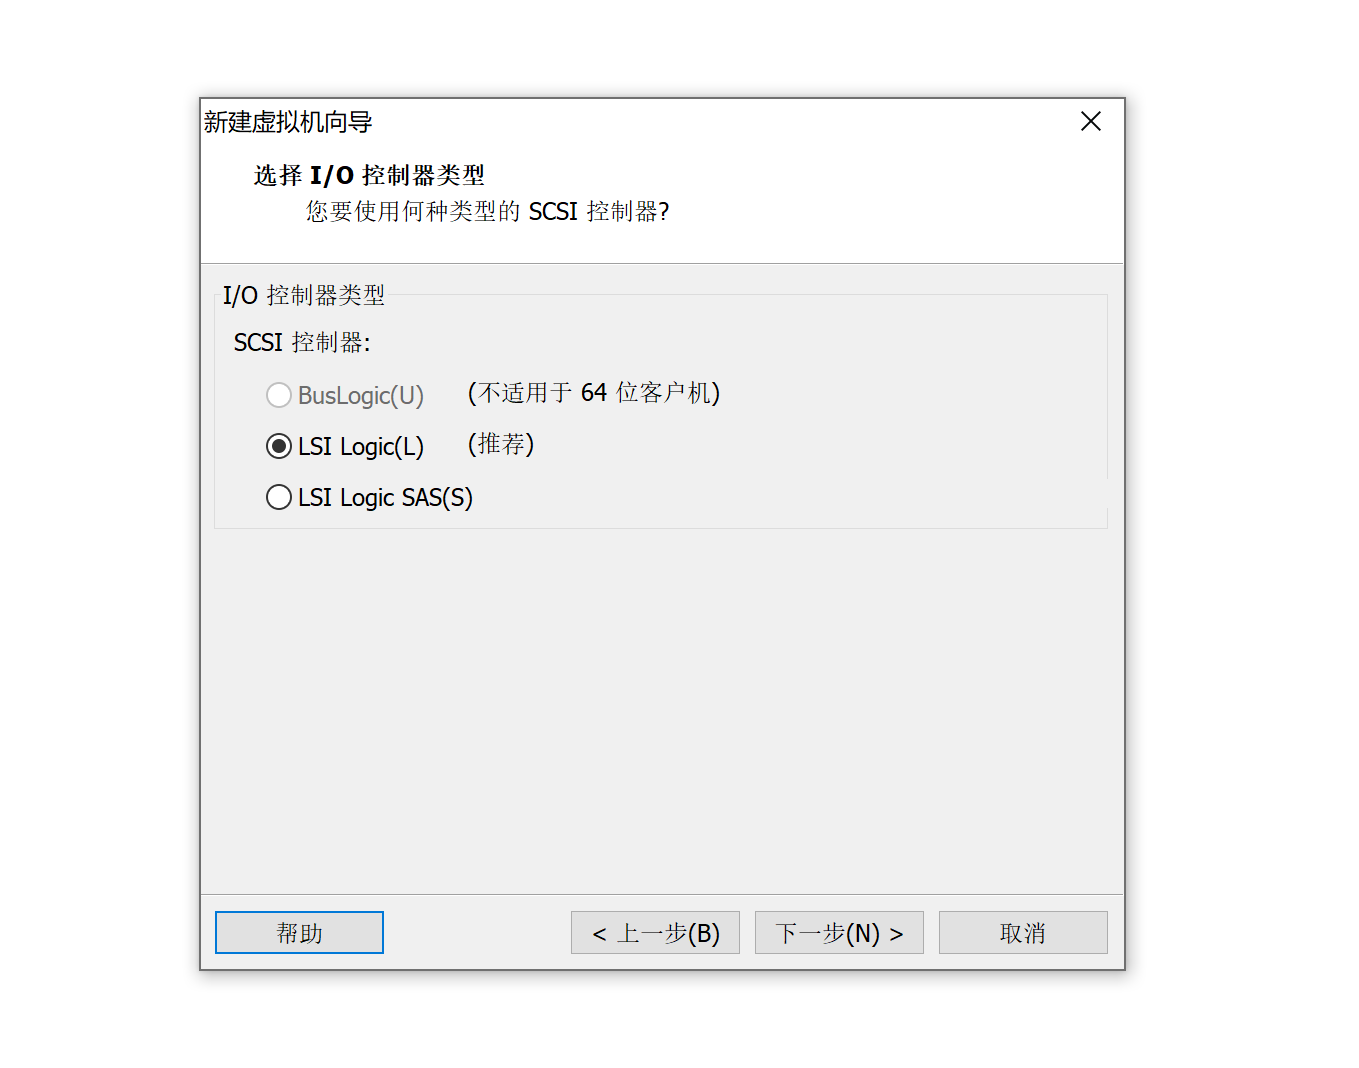 新建虚拟机向导
选择 I/O 控制器类型
您要使用何种类型的 SCSI 控制器?
I/O 控制器类型
SCSI 控制器:
BusLogic(U) (不适用于 64 位客户机)
LSI Logic(L) (推荐)
LSI Logic SAS(S)
帮助 < 上一步(B) 下一步(N) > 取消